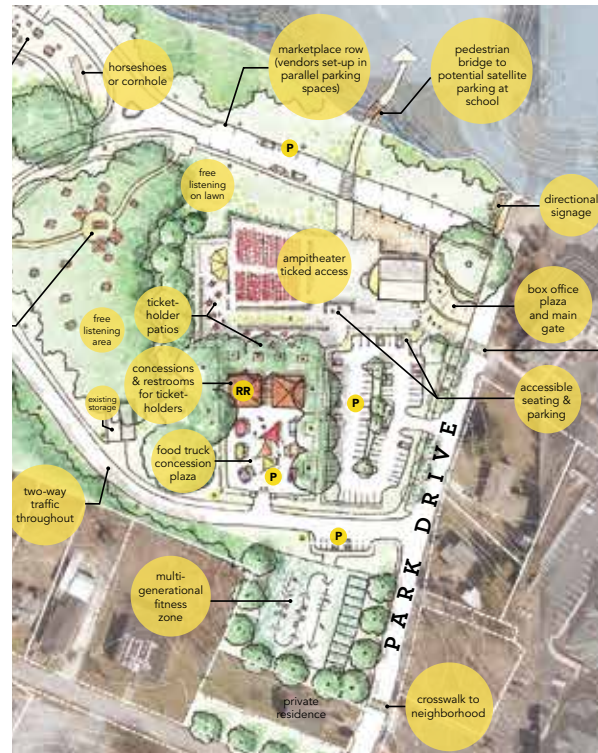 horseshoes
or cornhole
marketplace row
(vendors set-up in
parallel parking
spaces)
pedestrian
bridge to
potential satellite
parking at
school
P
free
listening
on lawn
directional
signage
ampitheater
ticked access
ticket-
holder
patios
box office
plaza
and main
gate
free
listening
area
concessions
& restrooms
for ticket-
holders
RR
P
accessible
seating &
parking
existing
storage
food truck
concession
plaza
P
two-way
traffic
throughout
P
PARK DRIVE
multi-
generational
fitness
zone
private
residence
crosswalk to
neighborhood